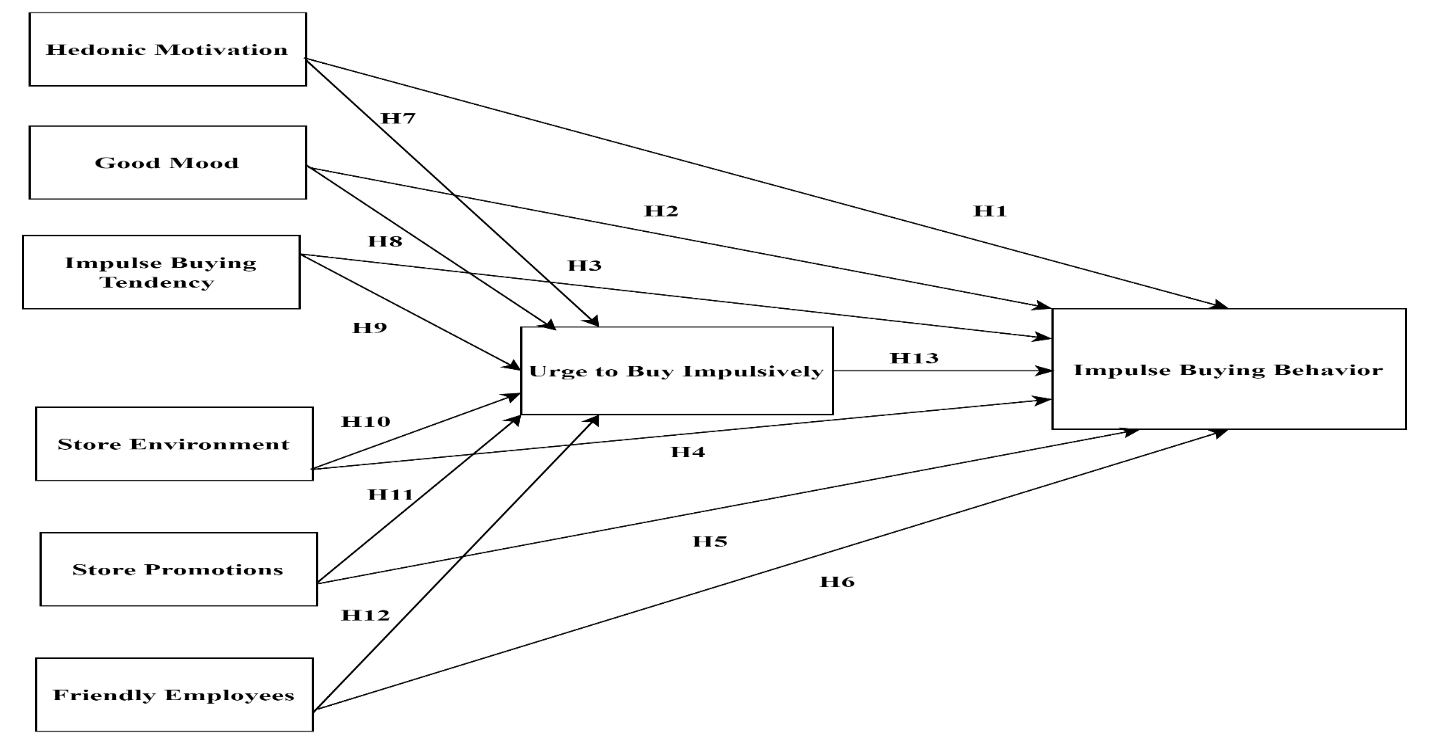 Hedonic Motivation
H7
Good Mood
H2
H1
H8
Impulse Buying
Tendency
H3
H9
H13
Urge to Buy Impulsively
Impulse Buying Behavior
H10
Store Environment
H4
H11
H5
Store Promotions
H6
H12
Friendly Employees